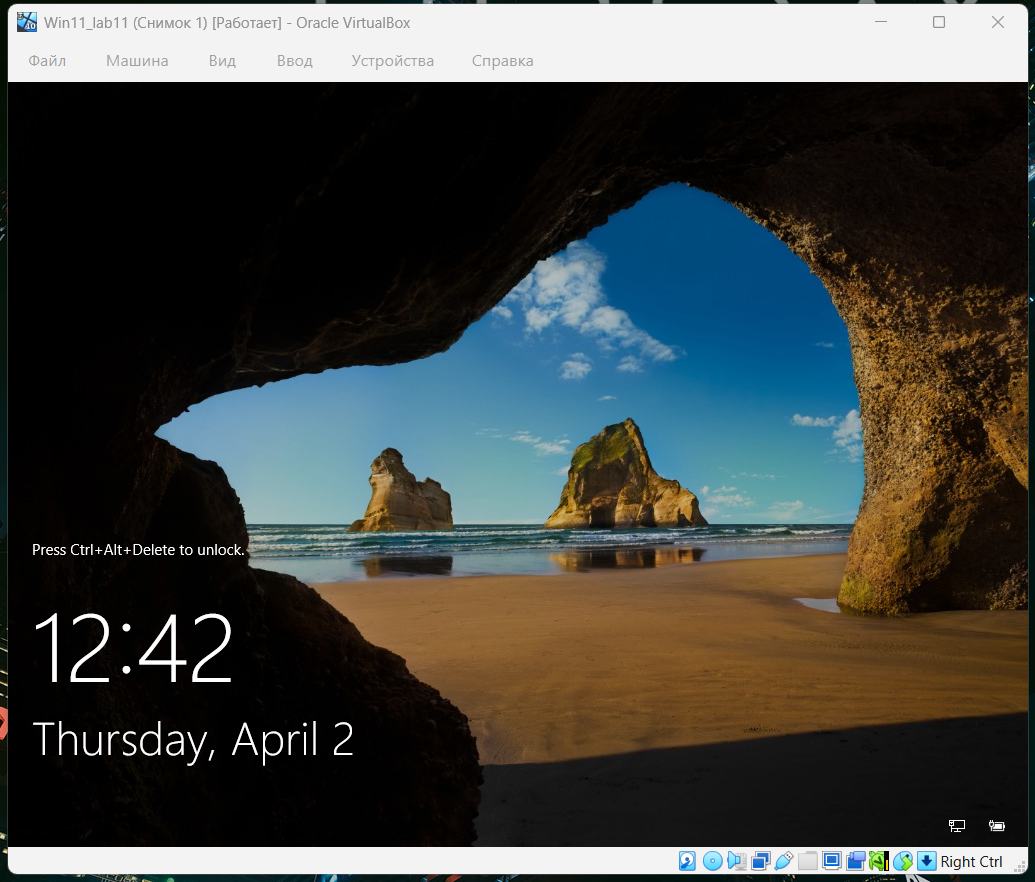 Win11_lab11 (Снимок 1) [Работает] - Oracle VirtualBox
Файл Машина Вид Ввод Устройства Справка
Press Ctrl+Alt+Delete to unlock.
12:42
Thursday, April 2
Right Ctrl